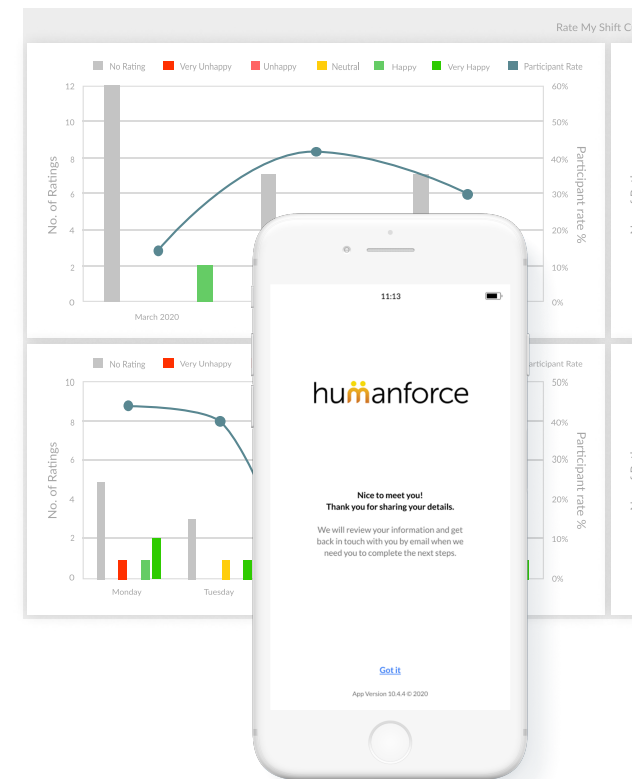 Rate My Shift
No Rating Very Unhappy Unhappy Neutral Happy Very Happy Participant Rate
12 60%
10 50%
8 40%
6 30%
4 20%
2 10%
0 0%
No. of Ratings
Participant rate %
March 2020
No Rating Very Unhappy
Rate
10 50%
8 40%
6 30%
4 20%
2 10%
0 0%
No. of Ratings
Participant rate %
Monday Tuesday
11:13
humanforce
Nice to meet you!
Thank you for sharing your details.
We will review your information and get
back in touch with you by email when we
need you to complete the next steps.
Got it
App Version 10.4.4 © 2020